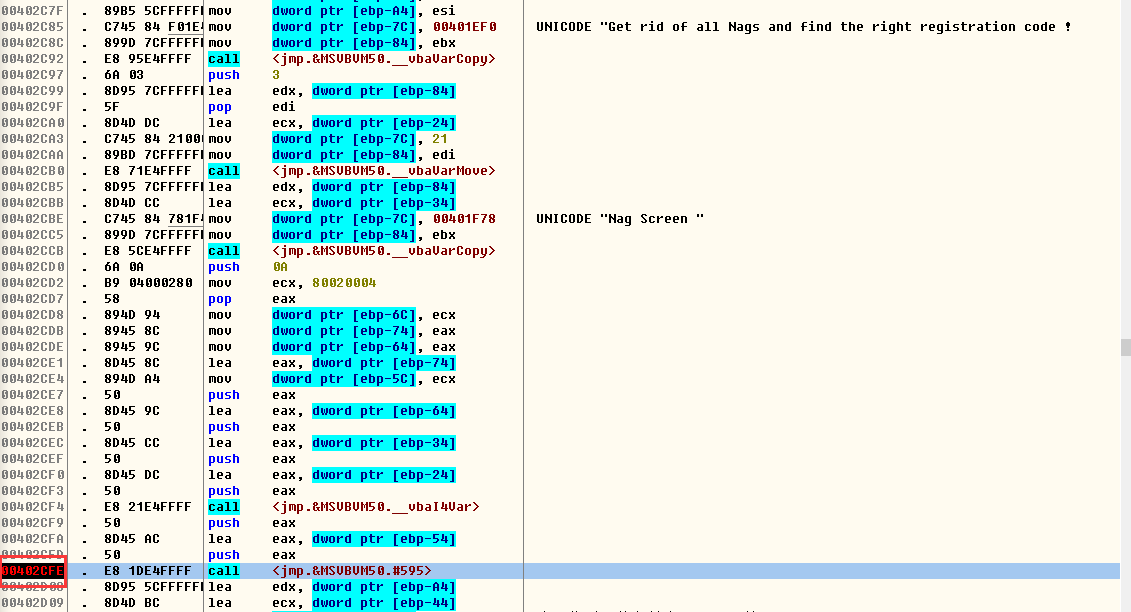 00402C7F . 89B5 5CFFFFFI mov dword ptr [ebp-A4], esi
00402C85 . C745 84 F01E4 mov dword ptr [ebp-7C], 00401EF0 UNICODE "Get rid of all Nags and find the right registration code !
00402C8C . 899D 7CFFFFFI mov dword ptr [ebp-84], ebx
00402C92 . E8 95E4FFFF call <jmp.&MSVBVM50.__vbaVarCopy>
00402C97 . 6A 03 push 3
00402C99 . 8D95 7CFFFFFI lea edx, dword ptr [ebp-84]
00402C9F . 5F pop edi
00402CA0 . 8D4D DC lea ecx, dword ptr [ebp-24]
00402CA3 . C745 84 2100( mov dword ptr [ebp-7C], 21
00402CAA . 89BD 7CFFFFFI mov dword ptr [ebp-84], edi
00402CB0 . E8 71E4FFFF call <jmp.&MSVBVM50.__vbaVarMove>
00402CB5 . 8D95 7CFFFFFI lea edx, dword ptr [ebp-84]
00402CBB . 8D4D CC lea ecx, dword ptr [ebp-34]
00402CBE . C745 84 781F4 mov dword ptr [ebp-7C], 00401F78 UNICODE "Nag Screen "
00402CC5 . 899D 7CFFFFFI mov dword ptr [ebp-84], ebx
00402CCB . E8 5CE4FFFF call <jmp.&MSVBVM50.__vbaVarCopy>
00402CD0 . 6A 0A push 0A
00402CD2 . B9 04000280 mov ecx, 80020004
00402CD7 . 58 pop eax
00402CD8 . 894D 94 mov dword ptr [ebp-6C], ecx
00402CDB . 8945 8C mov dword ptr [ebp-74], eax
00402CDE . 8945 9C mov dword ptr [ebp-64], eax
00402CE1 . 8D45 8C lea eax, dword ptr [ebp-74]
00402CE4 . 894D A4 mov dword ptr [ebp-5C], ecx
00402CE7 . 50 push eax
00402CE8 . 8D45 9C lea eax, dword ptr [ebp-64]
00402CEB . 50 push eax
00402CEC . 8D45 CC lea eax, dword ptr [ebp-34]
00402CEF . 50 push eax
00402CF0 . 8D45 DC lea eax, dword ptr [ebp-24]
00402CF3 . 50 push eax
00402CF4 . E8 21E4FFFF call <jmp.&MSVBVM50.__vbaI4Var>
00402CF9 . 50 push eax
00402CFA . 8D45 AC lea eax, dword ptr [ebp-54]
00402CFD . 50 push eax
00402CFE . E8 1DE4FFFF call <jmp.&MSVBVM50.#595>
. 8D95 5CFFFFFI lea edx, dword ptr [ebp-A4]
00402D09 . 8D4D BC lea ecx, dword ptr [ebp-44]